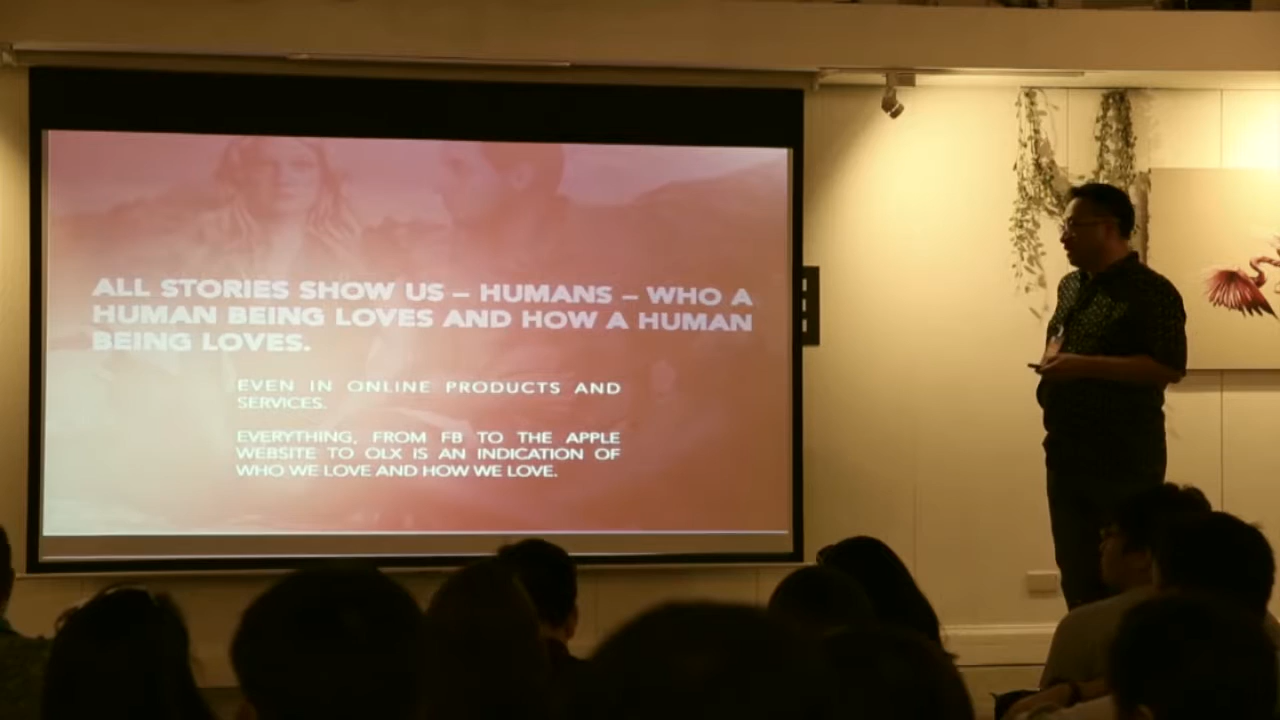 ALL STORIES SHOW US – HUMANS – WHO A
HUMAN BEING LOVES AND HOW A HUMAN
BEING LOVES.
EVEN IN ONLINE PRODUCTS AND
SERVICES.
EVERYTHING, FROM FB TO THE APPLE
WEBSITE TO OLX IS AN INDICATION OF
WHO WE LOVE AND HOW WE LOVE.